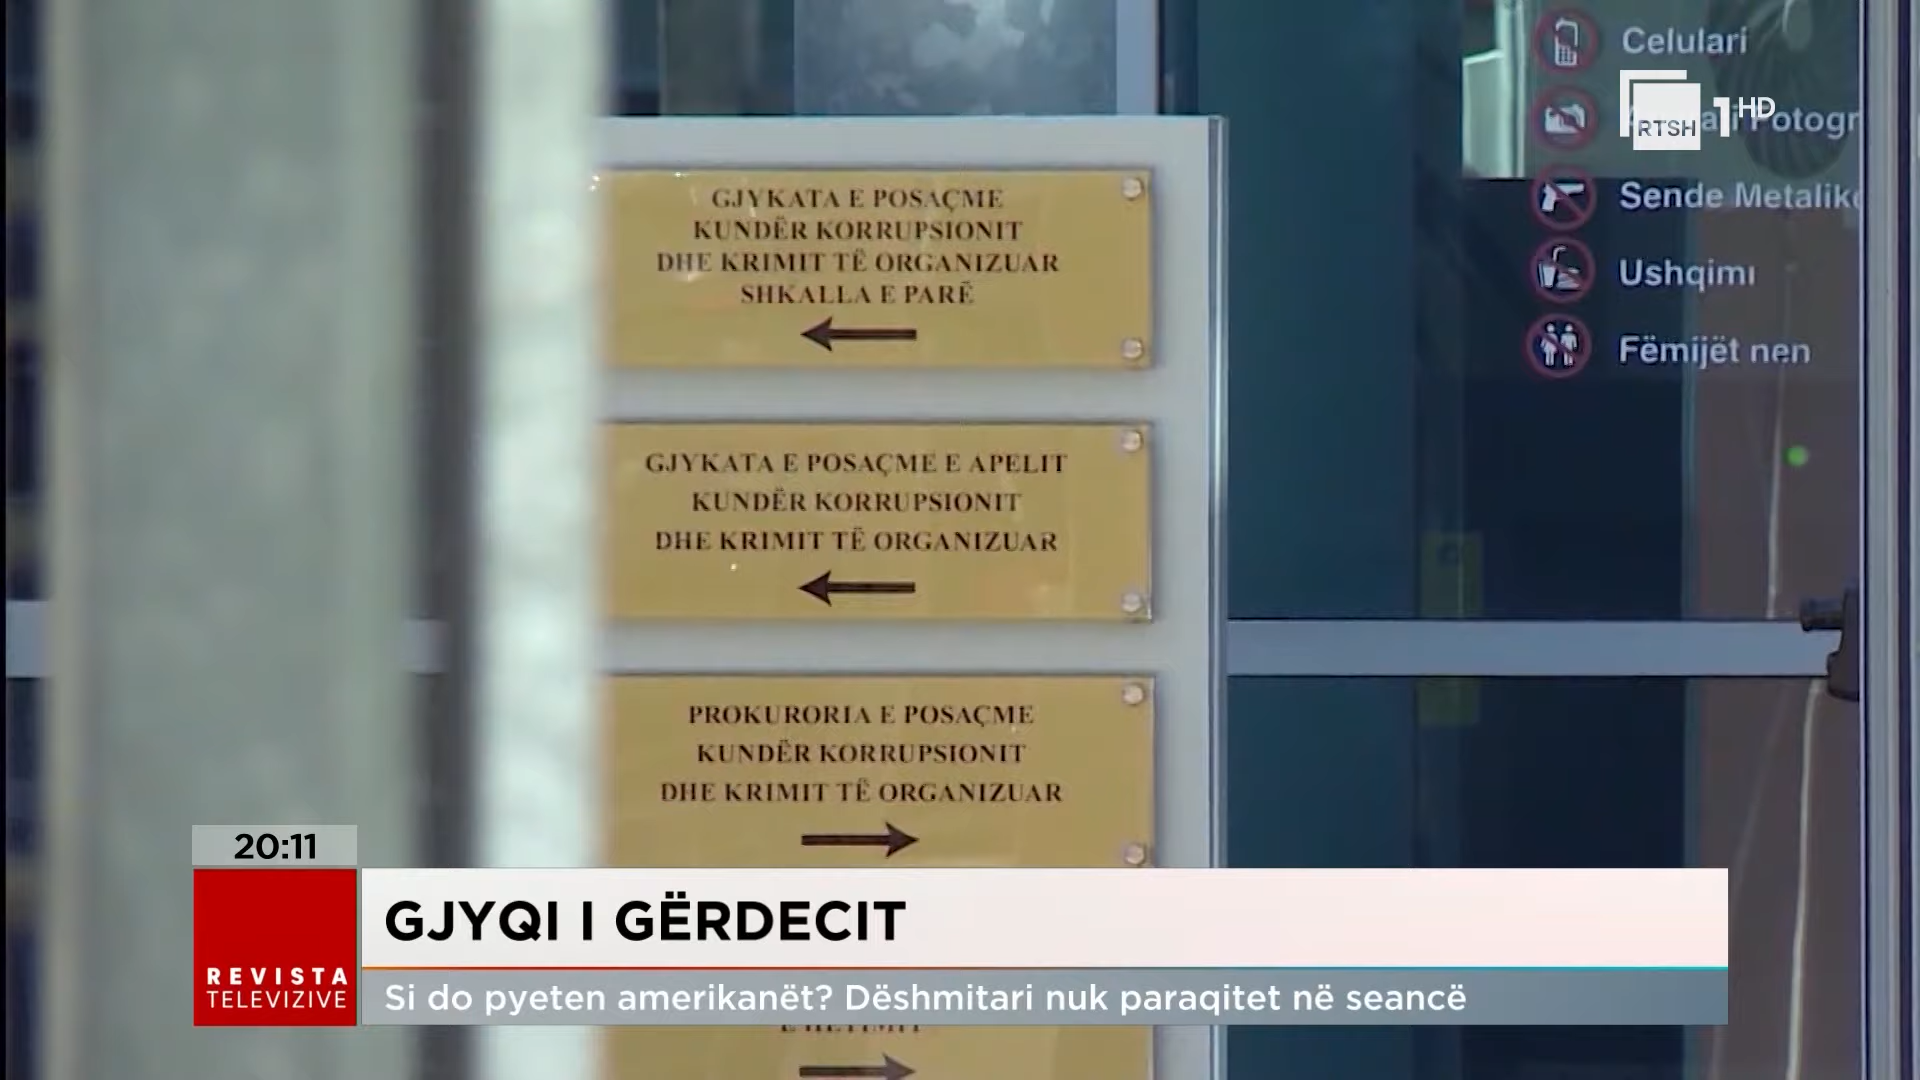 Celulari
RTSH 1 HD
Sende Metalike
Ushqimi
Fëmijët nen
GJYKATA E POSAÇME
KUNDËR KORRUPSIONIT
DHE KRIMIT TË ORGANIZUAR
SHKALLA E PARË
GJYKATA E POSAÇME E APELIT
KUNDËR KORRUPSIONIT
DHE KRIMIT TË ORGANIZUAR
PROKURORIA E POSAÇME
KUNDËR KORRUPSIONIT
DHE KRIMIT TË ORGANIZUAR
20:11
GJYQI I GËRDECIT
REVISTA
TELEVIZIVE
Si do pyeten amerikanët? Dëshmitari nuk paraqitet në seancë